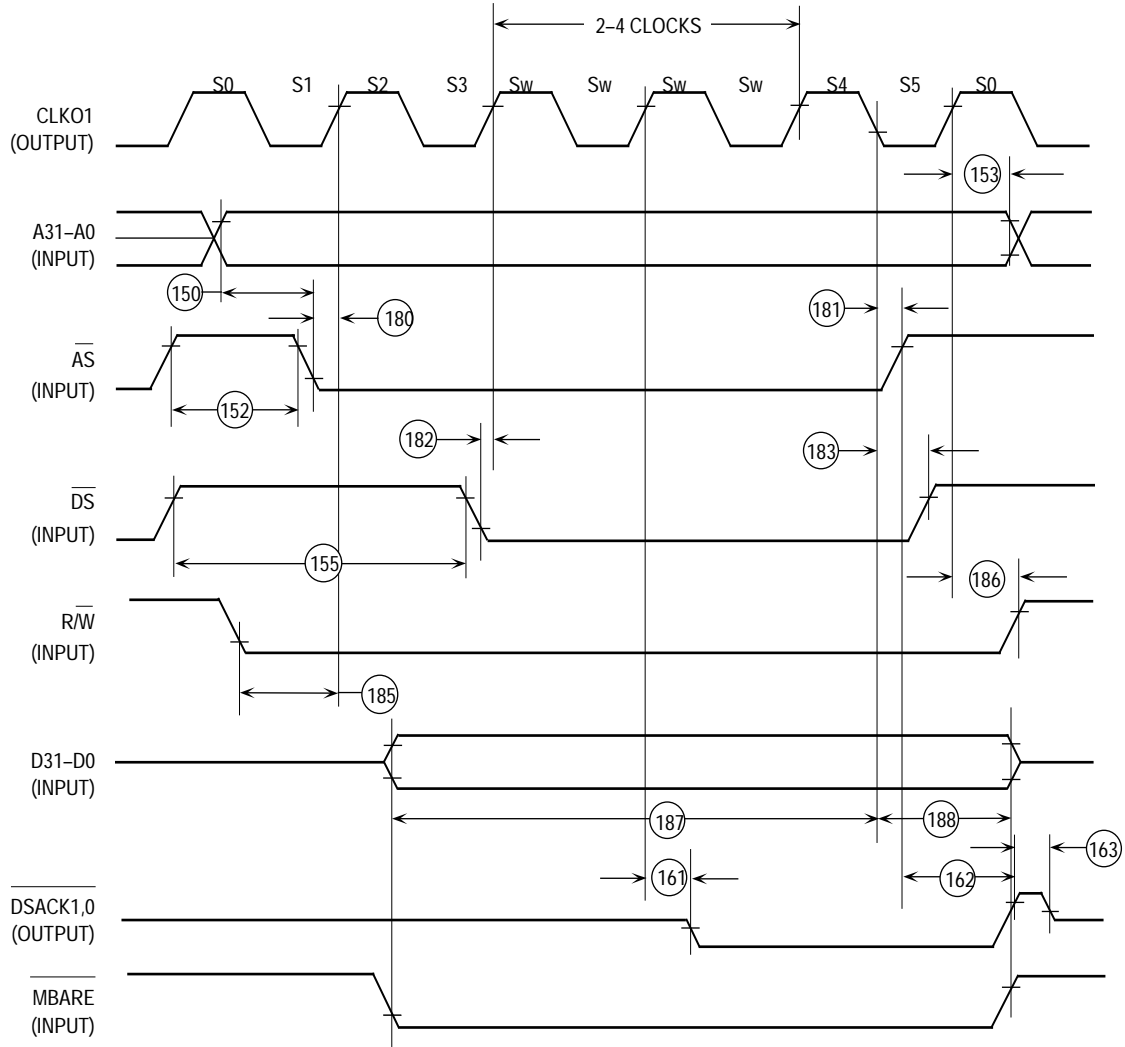 2–4 CLOCKS
S0 S1 S2 S3 Sw Sw Sw Sw S4 S5 S0
CLKO1
(OUTPUT)
153
A31–A0
(INPUT)
150
180
181
AS
(INPUT)
152
182
183
DS
(INPUT)
155
186
R/W
(INPUT)
185
D31–D0
(INPUT)
187
188
163
161
162
DSACK1,0
(OUTPUT)
MBARE
(INPUT)